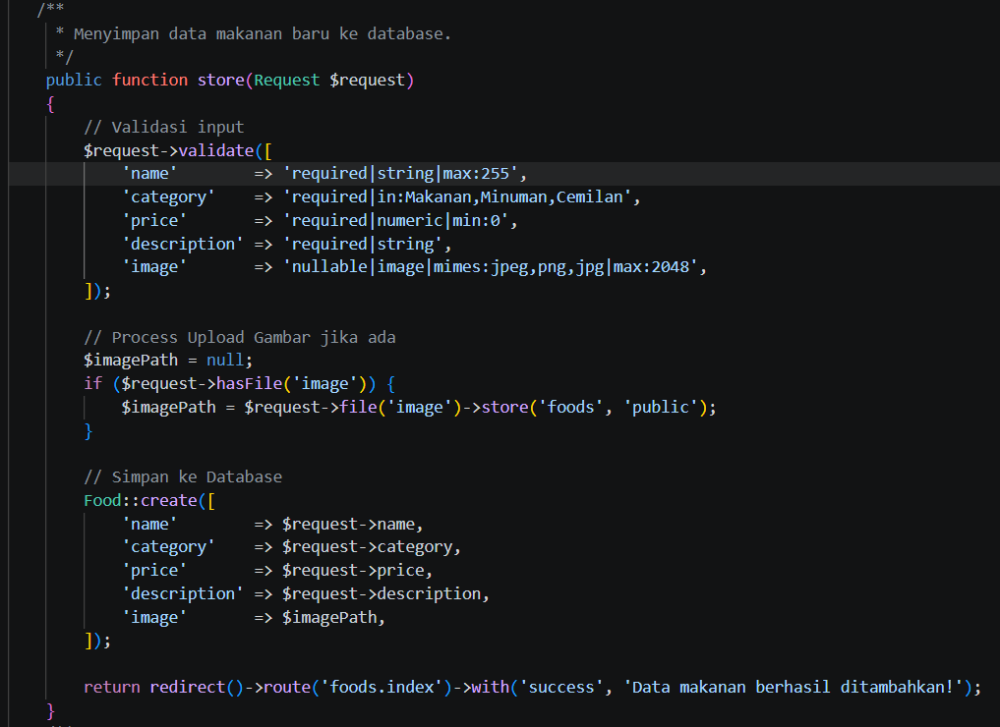 /**
 * Menyimpan data makanan baru ke database.
 */
public function store(Request $request)
{
    // Validasi input
    $request->validate([
        'name'        => 'required|string|max:255',
        'category'    => 'required|in:Makanan,Minuman,Cemilan',
        'price'       => 'required|numeric|min:0',
        'description' => 'required|string',
        'image'       => 'nullable|image|mimes:jpeg,png,jpg|max:2048',
    ]);

    // Process Upload Gambar jika ada
    $imagePath = null;
    if ($request->hasFile('image')) {
        $imagePath = $request->file('image')->store('foods', 'public');
    }

    // Simpan ke Database
    Food::create([
        'name'        => $request->name,
        'category'    => $request->category,
        'price'       => $request->price,
        'description' => $request->description,
        'image'       => $imagePath,
    ]);

    return redirect()->route('foods.index')->with('success', 'Data makanan berhasil ditambahkan!');
}